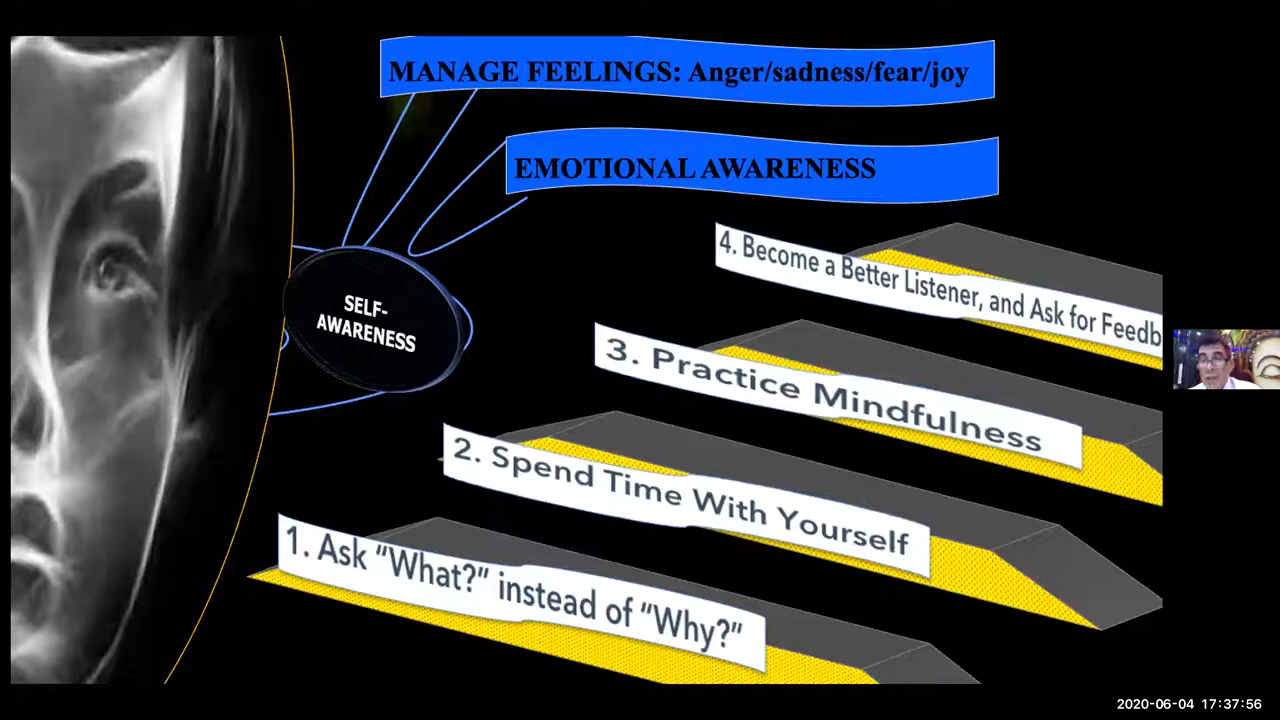 MANAGE FEELINGS: Anger/sadness/fear/joy
EMOTIONAL AWARENESS
SELF-
AWARENESS
4. Become a Better Listener, and Ask for Feedb
3. Practice Mindfulness
2. Spend Time With Yourself
1. Ask “What?” instead of “Why?”
2020-06-04 17:37:56